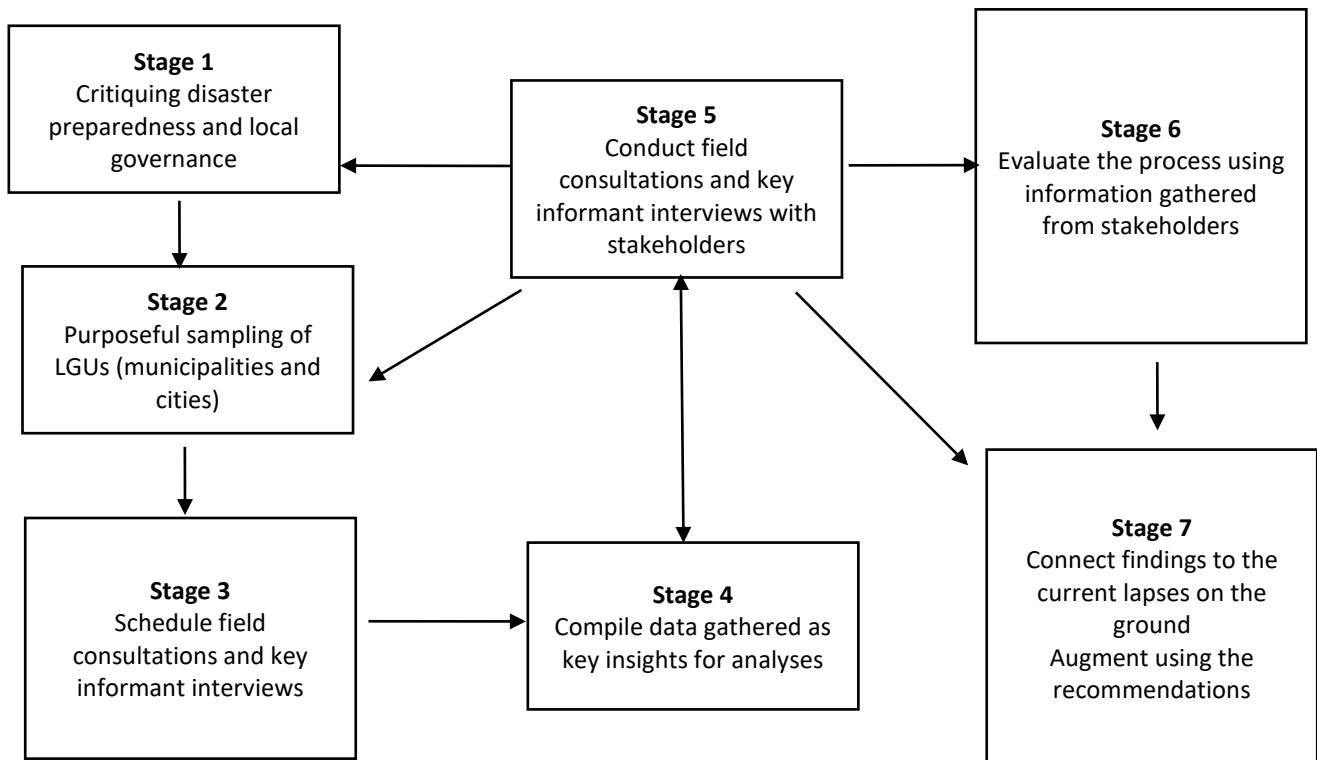 Stage 1
Critiquing disaster
preparedness and local
governance
Stage 2
Purposeful sampling of
LGUs (municipalities and
cities)
Stage 3
Schedule field
consultations and key
informant interviews
Stage 4
Compile data gathered as
key insights for analyses
Stage 5
Conduct field
consultations and key
informant interviews with
stakeholders
Stage 6
Evaluate the process using
information gathered
from stakeholders
Stage 7
Connect findings to the
current lapses on the
ground
Augment using the
recommendations